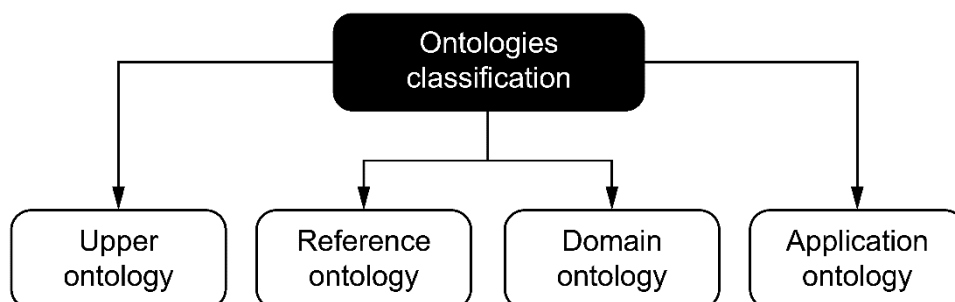 Ontologies
classification
Upper
ontology
Reference
ontology
Domain
ontology
Application
ontology